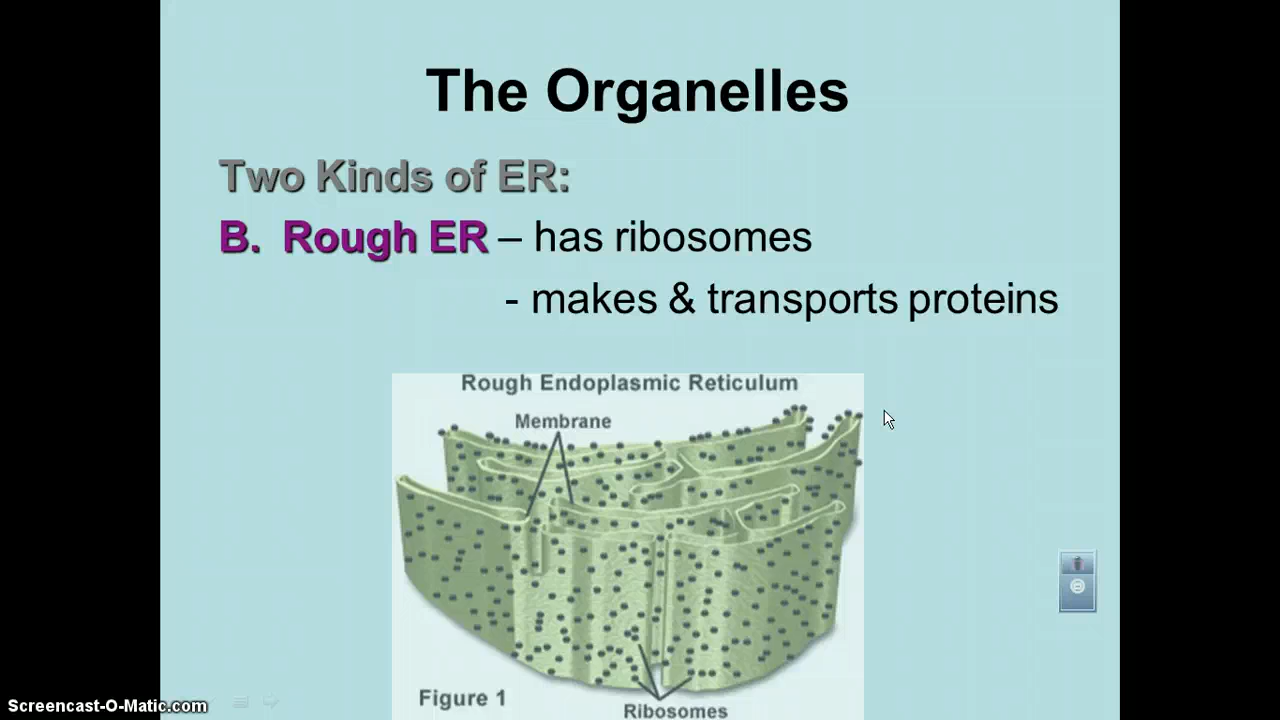 The Organelles
Two Kinds of ER:
B. Rough ER – has ribosomes
- makes & transports proteins
Rough Endoplasmic Reticulum
Membrane
Figure 1
Ribosomes
Screencast-O-Matic.com